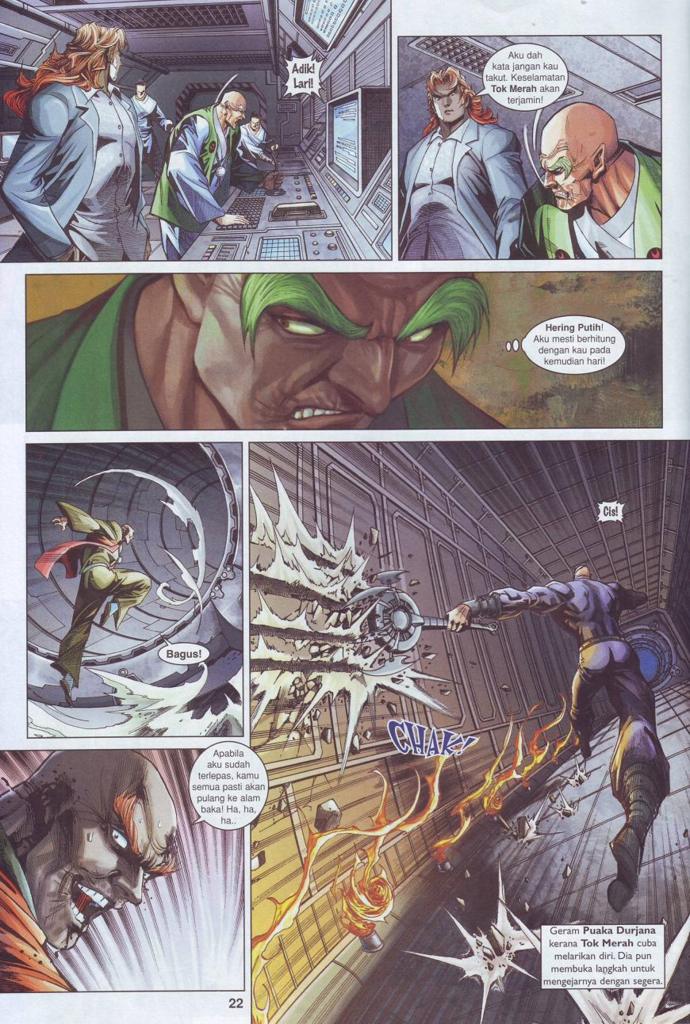 Adik!
Lari!
Aku dah
kata jangan kau
takut. Keselamatan
Tok Merah akan
terjamin!
Hering Putih!
Aku mesti berhitung
dengan kau pada
kemudian hari!
Bagus!
Cis!
CHAK!
Apabila
aku sudah
terlepas, kamu
semua pasti akan
pulang ke alam
baka! Ha, ha,
ha..
Geram Puaka Durjana
kerana Tok Merah cuba
melarikan diri. Dia pun
membuka langkah untuk
mengejarnya dengan segera.
22